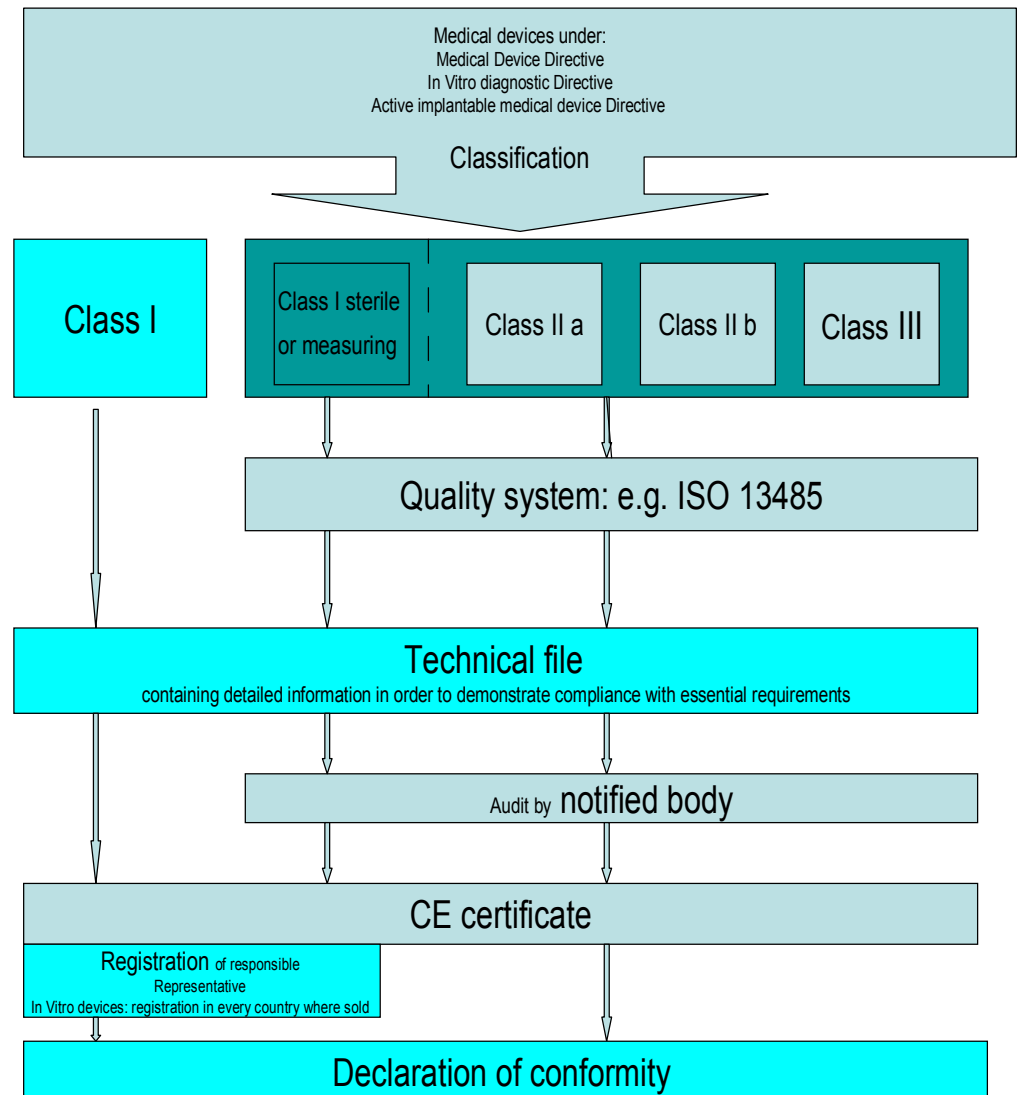 Medical devices under:
Medical Device Directive
In Vitro diagnostic Directive
Active implantable medical device Directive
Classification
Class I
Class I sterile
or measuring
Class II a
Class II b
Class III
Quality system: e.g. ISO 13485
Technical file
containing detailed information in order to demonstrate compliance with essential requirements
Audit by notified body
CE certificate
Registration of responsible
Representative
In Vitro devices: registration in every country where sold
Declaration of conformity